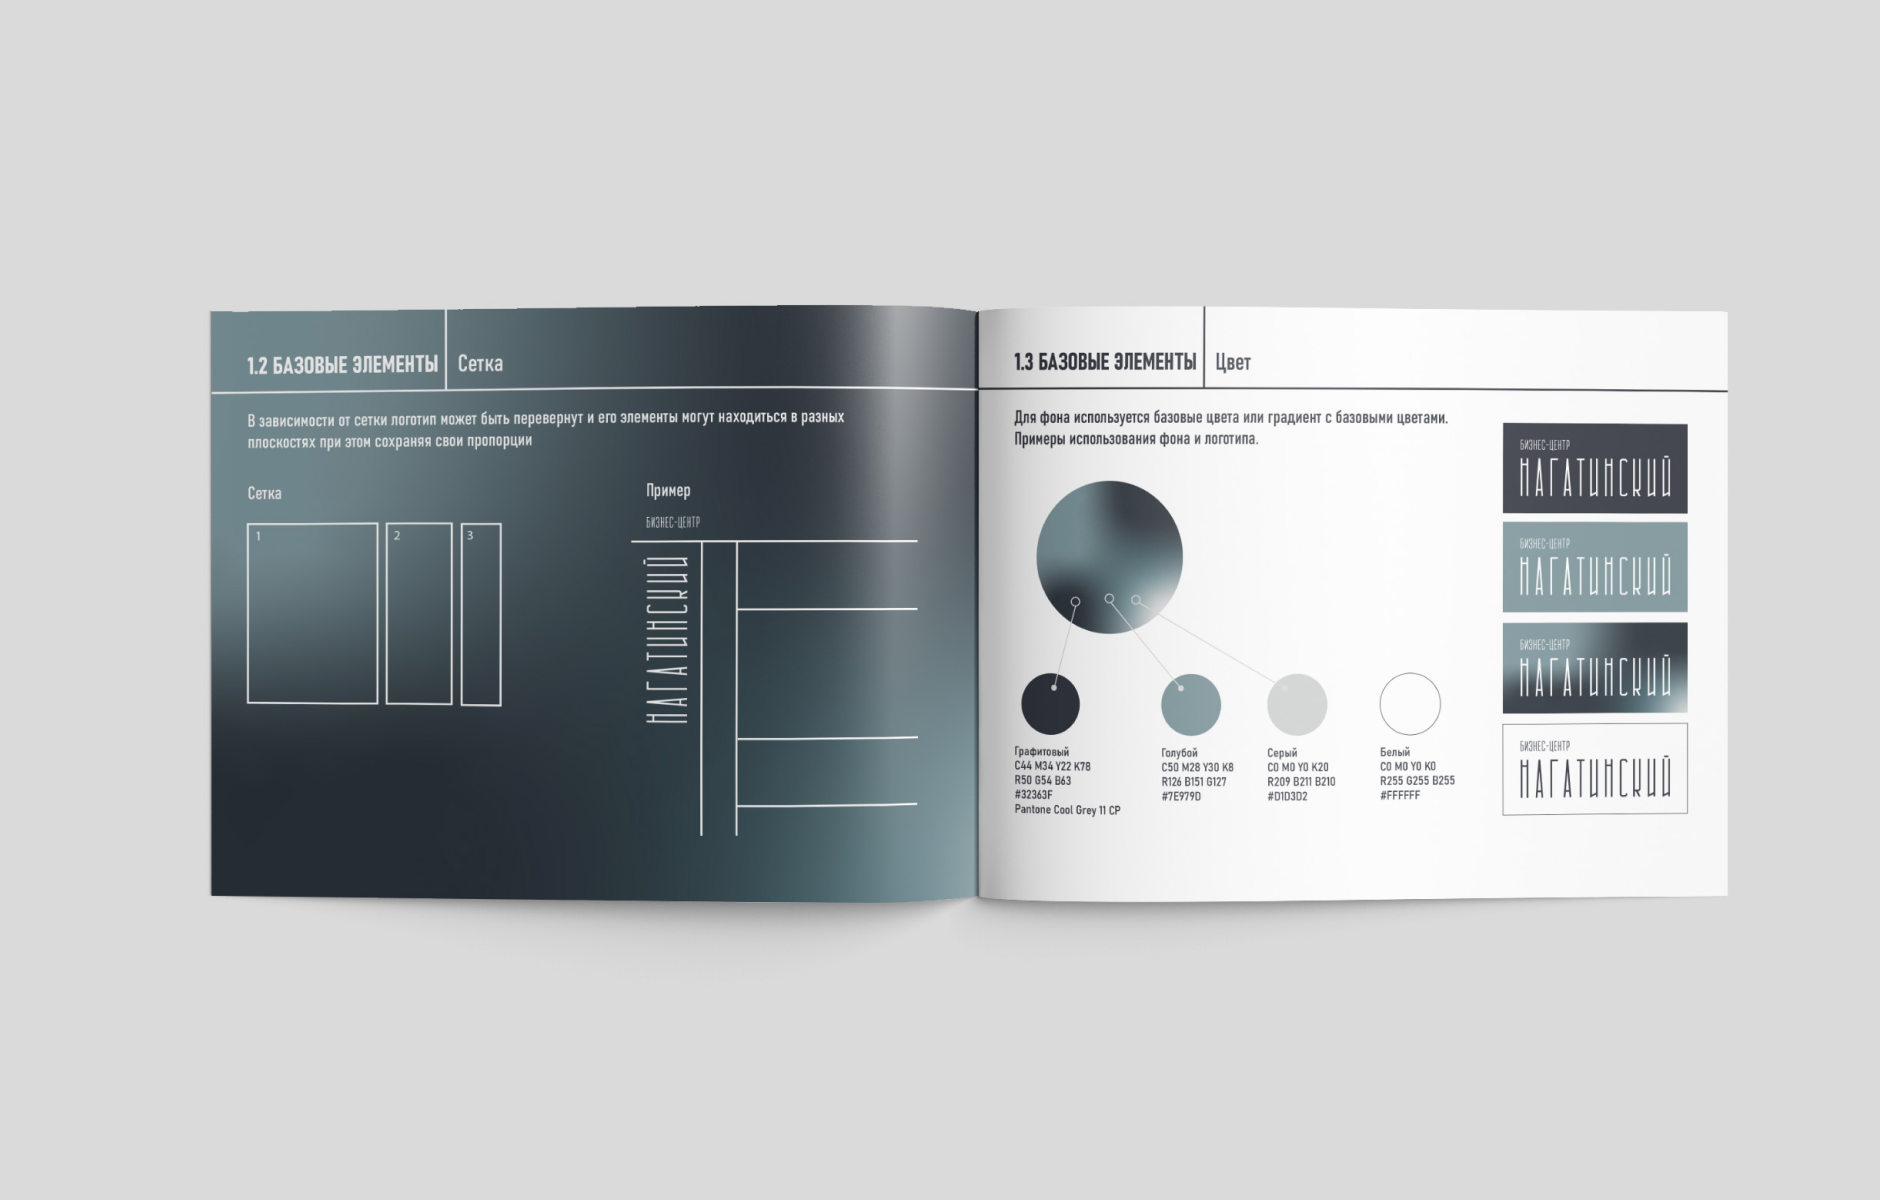 1.2 БАЗОВЫЕ ЭЛЕМЕНТЫ
Сетка
В зависимости от сетки логотип может быть перевернут и его элементы могут находиться в разных
плоскостях при этом сохраняя свои пропорции
Сетка
1
2
3
Пример
БИЗНЕС-ЦЕНТР
НАГАТИНСКИЙ
1.3 БАЗОВЫЕ ЭЛЕМЕНТЫ
Цвет
Для фона используется базовые цвета или градиент с базовыми цветами.
Примеры использования фона и логотипа.
Графитовый
C44 M34 Y22 K78
R50 G54 B63
#32363F
Pantone Cool Grey 11 CP
Голубой
C50 M28 Y30 K8
R126 B151 G127
#7E979D
Серый
C0 M0 Y0 K20
R209 B211 B210
#D1D3D2
Белый
C0 M0 Y0 K0
R255 G255 B255
#FFFFFF
БИЗНЕС-ЦЕНТР
НАГАТИНСКИЙ
БИЗНЕС-ЦЕНТР
НАГАТИНСКИЙ
БИЗНЕС-ЦЕНТР
НАГАТИНСКИЙ
БИЗНЕС-ЦЕНТР
НАГАТИНСКИЙ